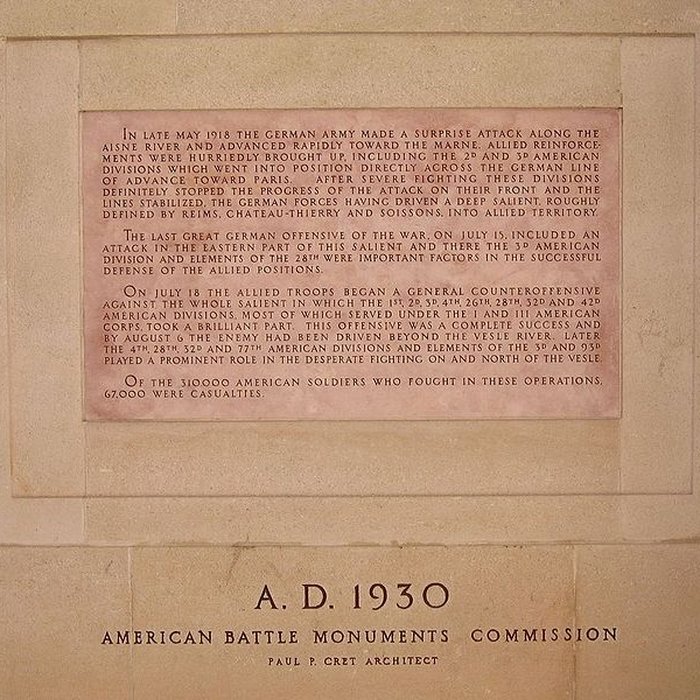 IN LATE MAY 1918 THE GERMAN ARMY MADE A SURPRISE ATTACK ALONG THE
AISNE RIVER AND ADVANCED RAPIDLY TOWARD THE MARNE. ALLIED REINFORCE-
MENTS WERE HURRIEDLY BROUGHT UP, INCLUDING THE 2D AND 3D AMERICAN
DIVISIONS WHICH WENT INTO POSITION DIRECTLY ACROSS THE GERMAN LINE
OF ADVANCE TOWARD PARIS. AFTER SEVERE FIGHTING THESE DIVISIONS
DEFINITELY STOPPED THE PROGRESS OF THE ATTACK ON THEIR FRONT AND THE
LINES STABILIZED, THE GERMAN FORCES HAVING DRIVEN A DEEP SALIENT, ROUGHLY
DEFINED BY REIMS, CHATEAU-THIERRY AND SOISSONS, INTO ALLIED TERRITORY.
THE LAST GREAT GERMAN OFFENSIVE OF THE WAR, ON JULY 15, INCLUDED AN
ATTACK IN THE EASTERN PART OF THIS SALIENT AND THERE THE 3D AMERICAN
DIVISION AND ELEMENTS OF THE 28TH WERE IMPORTANT FACTORS IN THE SUCCESSFUL
DEFENSE OF THE ALLIED POSITIONS.
ON JULY 18 THE ALLIED TROOPS BEGAN A GENERAL COUNTEROFFENSIVE
AGAINST THE WHOLE SALIENT IN WHICH THE 1ST, 2D, 3D, 4TH, 26TH, 28TH, 32D AND 42D
AMERICAN DIVISIONS, MOST OF WHICH SERVED UNDER THE I AND III AMERICAN
CORPS, TOOK A BRILLIANT PART. THIS OFFENSIVE WAS A COMPLETE SUCCESS AND
BY AUGUST 6 THE ENEMY HAD BEEN DRIVEN BEYOND THE VESLE RIVER. LATER
THE 4TH, 28TH, 32D AND 77TH AMERICAN DIVISIONS AND ELEMENTS OF THE 3D AND 93D
PLAYED A PROMINENT ROLE IN THE DESPERATE FIGHTING ON AND NORTH OF THE VESLE.
OF THE 310000 AMERICAN SOLDIERS WHO FOUGHT IN THESE OPERATIONS,
67,000 WERE CASUALTIES.
A. D. 1930
AMERICAN BATTLE MONUMENTS COMMISSION
PAUL P. CRET ARCHITECT